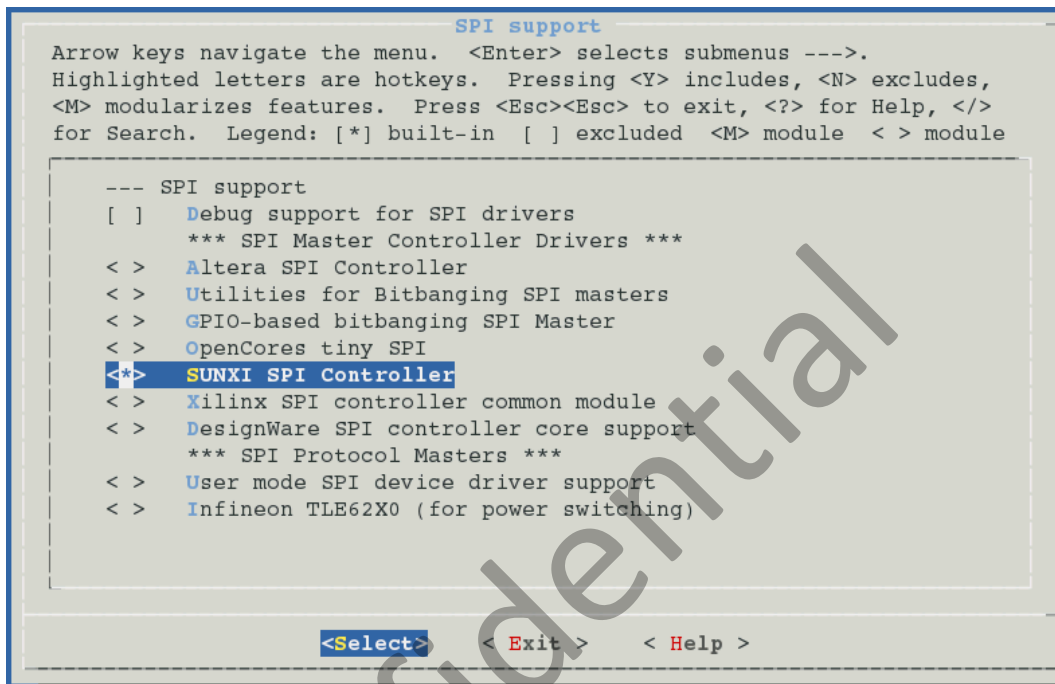 SPI support
Arrow keys navigate the menu.  <Enter> selects submenus --->.
Highlighted letters are hotkeys.  Pressing <Y> includes, <N> excludes,
<M> modularizes features.  Press <Esc><Esc> to exit, <?> for Help, </>
for Search.  Legend: [*] built-in  [ ] excluded  <M> module  < > module
--- SPI support
[ ]   Debug support for SPI drivers
*** SPI Master Controller Drivers ***
< >   Altera SPI Controller
< >   Utilities for Bitbanging SPI masters
< >   GPIO-based bitbanging SPI Master
< >   OpenCores tiny SPI
<*>   SUNXI SPI Controller
< >   Xilinx SPI controller common module
< >   DesignWare SPI controller core support
*** SPI Protocol Masters ***
< >   User mode SPI device driver support
< >   Infineon TLE62X0 (for power switching)
<Select>    < Exit >    < Help >
fidential